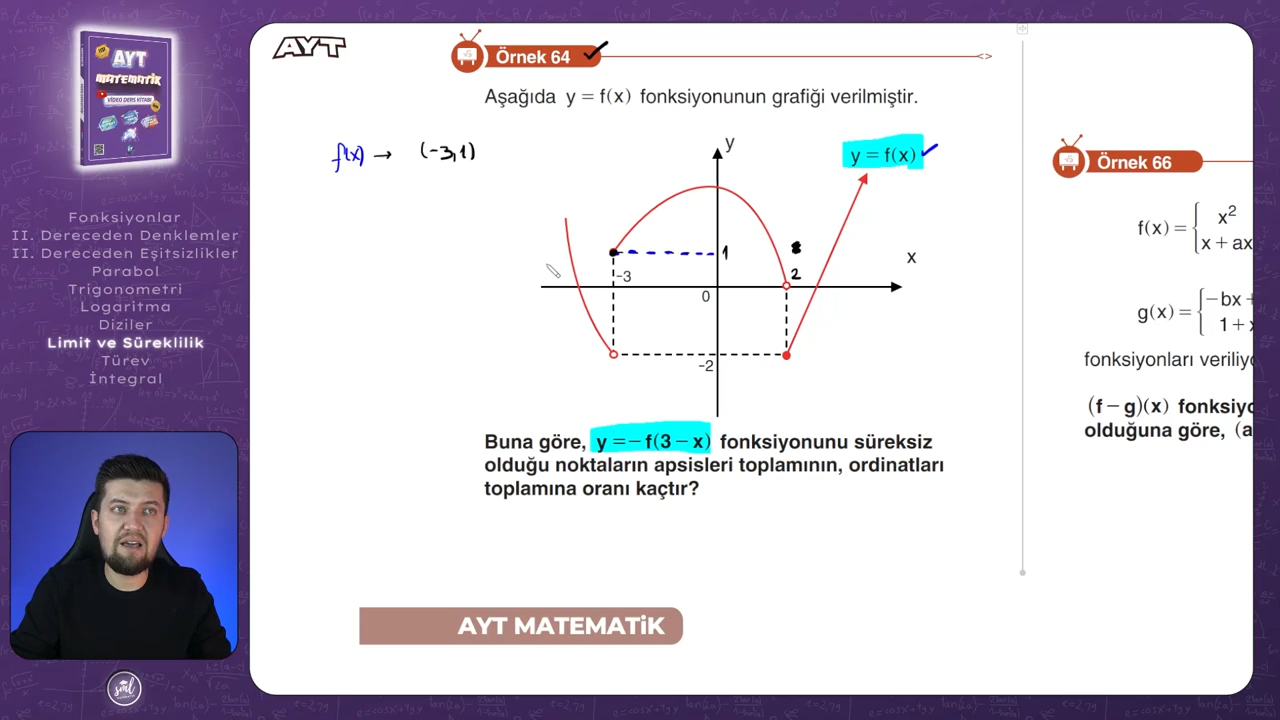 AYT
MATEMATİK
VİDEO DERS KİTABI
Fonksiyonlar
II. Dereceden Denklemler
II. Dereceden Eşitsizlikler
Parabol
Trigonometri
Logaritma
Diziler
Limit ve Süreklilik
Türev
İntegral
sml
AYT
Örnek 64
Aşağıda y = f(x) fonksiyonunun grafiği verilmiştir.
f(x) → (-3,1)
y
y = f(x)
x
1
-3
2
0
-2
Buna göre, y = - f(3 - x) fonksiyonunu süreksiz
olduğu noktaların apsisleri toplamının, ordinatları
toplamına oranı kaçtır?
AYT MATEMATİK
Örnek 66
f(x) = { x²
x + ax
g(x) = { -bx +
1 + x
fonksiyonları veriliyo
(f - g)(x) fonksiyo
olduğuna göre, (a